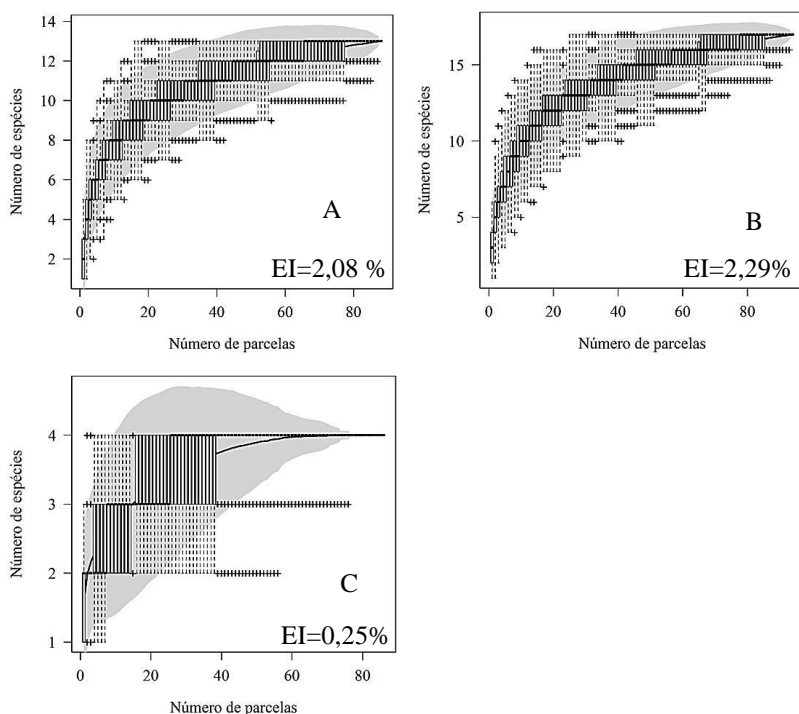 Número de espécies
14
12
10
8
6
4
2
0 20 40 60 80
Número de parcelas
A
EI=2,08 %
Número de espécies
15
10
5
0 20 40 60 80
Número de parcelas
B
EI=2,29%
Número de espécies
4
3
2
1
0 20 40 60 80
Número de parcelas
C
EI=0,25%